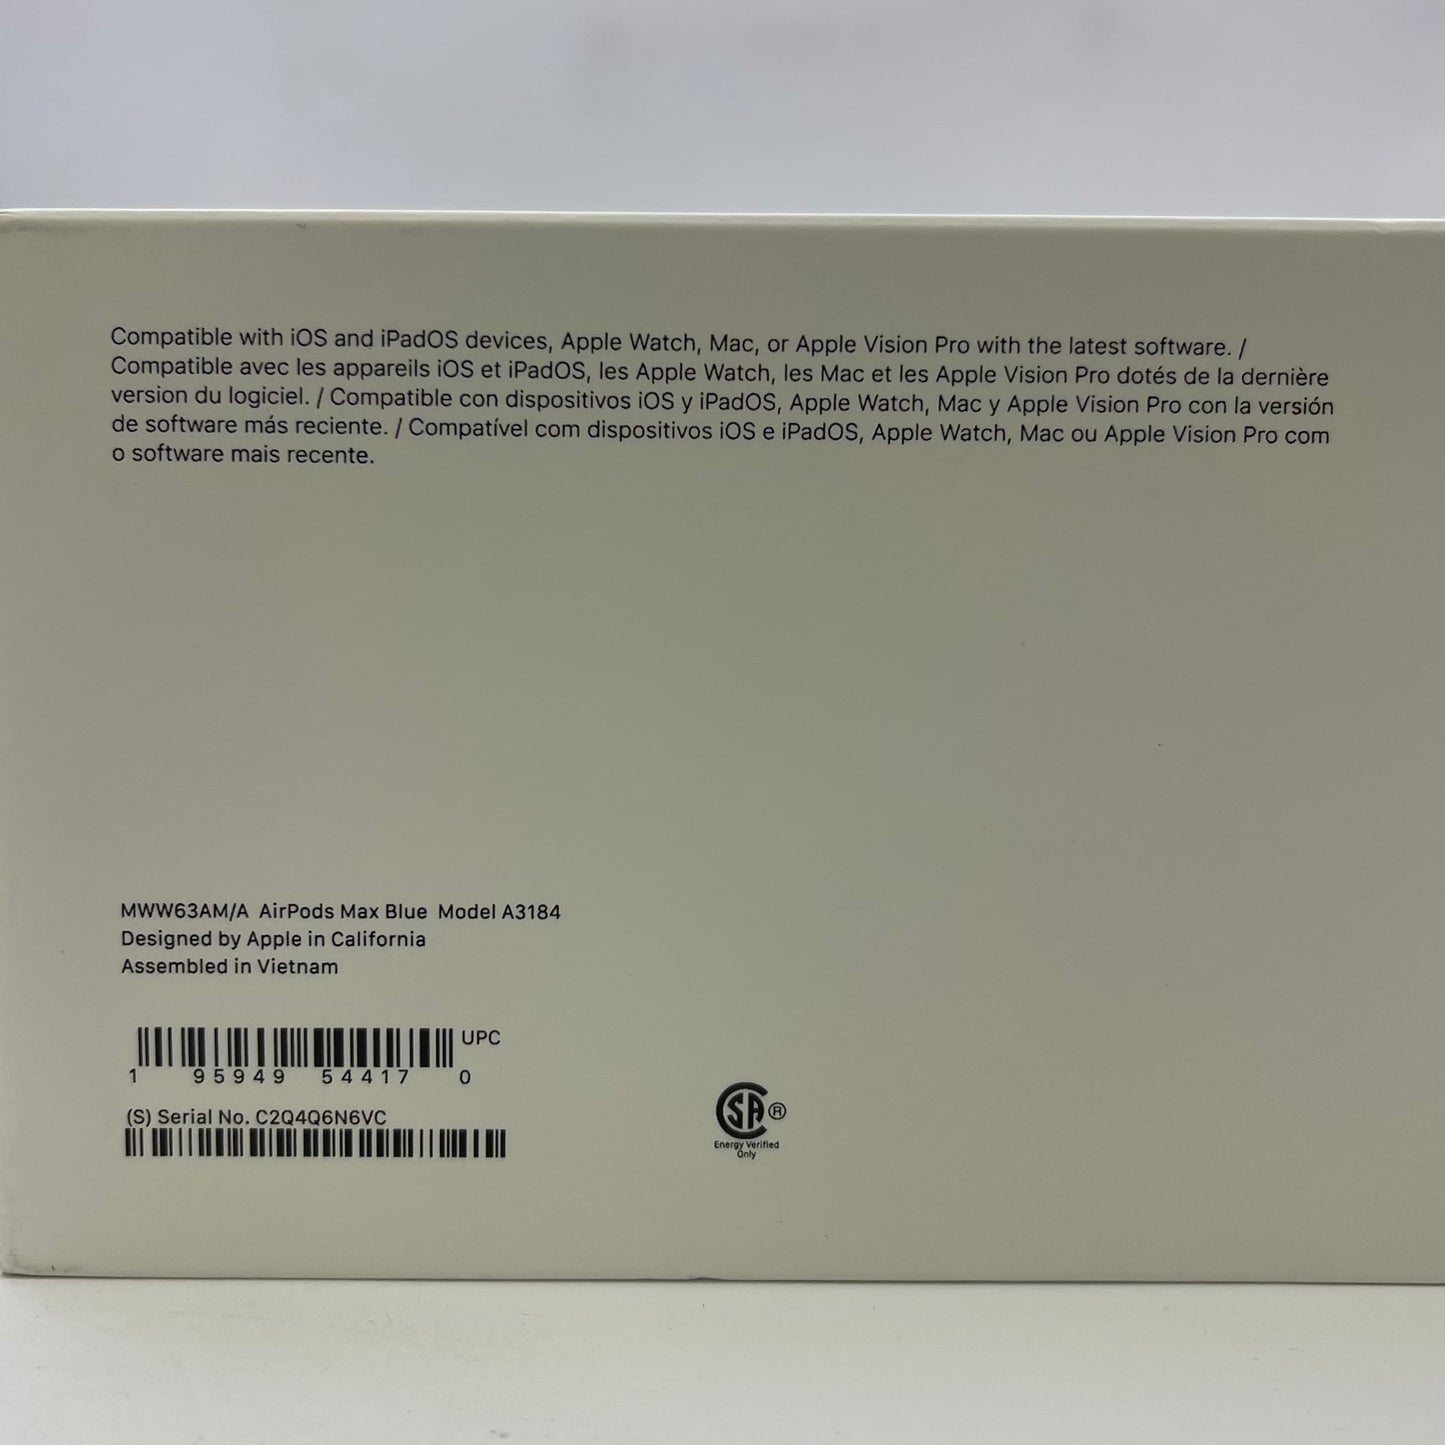 Compatible with iOS and iPadOS devices, Apple Watch, Mac, or Apple Vision Pro with the latest software. /
Compatible avec les appareils iOS et iPadOS, les Apple Watch, les Mac et les Apple Vision Pro dotés de la dernière
version du logiciel. / Compatible con dispositivos iOS y iPadOS, Apple Watch, Mac y Apple Vision Pro con la versión
de software más reciente. / Compatível com dispositivos iOS e iPadOS, Apple Watch, Mac ou Apple Vision Pro com
o software mais recente.
MWW63AM/A AirPods Max Blue Model A3184
Designed by Apple in California
Assembled in Vietnam
UPC
1 95949 54417 0
(S) Serial No. C2Q4Q6N6VC
SA ®
Energy Verified
Only